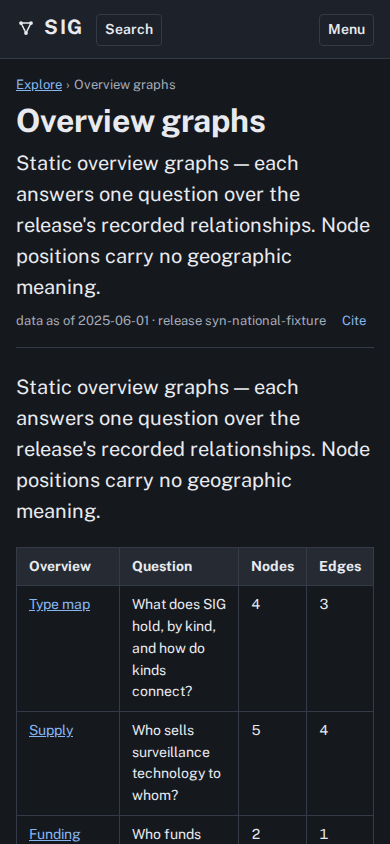 SIG Search Menu
Explore › Overview graphs
Overview graphs
Static overview graphs — each
answers one question over the
release's recorded relationships. Node
positions carry no geographic
meaning.
data as of 2025-06-01 · release syn-national-fixture Cite
Static overview graphs — each
answers one question over the
release's recorded relationships. Node
positions carry no geographic
meaning.
Overview Question Nodes Edges
Type map What does SIG 4 3
hold, by kind,
and how do
kinds
connect?
Supply Who sells 5 4
surveillance
technology to
whom?
Funding Who funds 2 1